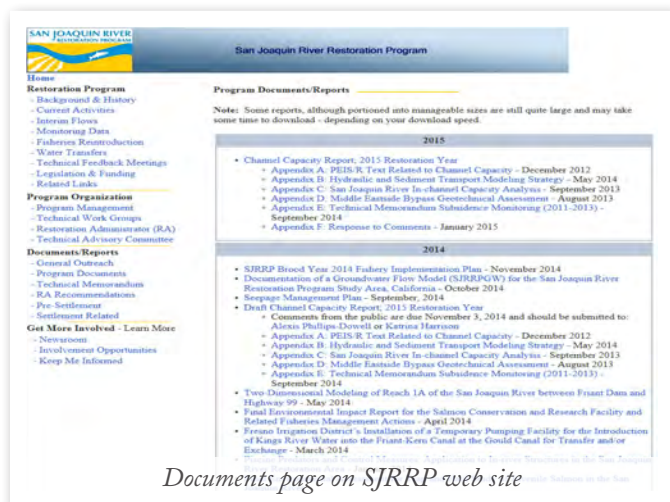 SAN JOAQUIN RIVER
RESTORATION PROGRAM
San Joaquin River Restoration Program
Home
Restoration Program
- Background & History
- Current Activities
- Interim Flows
- Monitoring Data
- Fisheries Reintroduction
- Water Transfers
- Technical Feedback Meetings
- Legislation & Funding
- Related Links
Program Organization
- Program Management
- Technical Work Groups
- Restoration Administrator (RA)
- Technical Advisory Committee
Documents/Reports
- General Outreach
- Program Documents
- Technical Memorandum
- RA Recommendations
- Pre-Settlement
- Settlement Related
Get More Involved - Learn More
- Newsroom
- Involvement Opportunities
- Keep Me Informed
Program Documents/Reports
Note: Some reports, although portioned into manageable sizes are still quite large and may take
some time to download - depending on your download speed.
2015
Channel Capacity Report, 2015 Restoration Year
Appendix A: PEIS/R Text Related to Channel Capacity - December 2012
Appendix B: Hydraulic and Sediment Transport Modeling Strategy - May 2014
Appendix C: San Joaquin River In-channel Capacity Analysis - September 2013
Appendix D: Middle Eastside Bypass Geotechnical Assessment - August 2013
Appendix E: Technical Memorandum Subsidence Monitoring (2011-2013) -
September 2014
Appendix F: Response to Comments - January 2015
2014
SJRRP Brood Year 2014 Fishery Implementation Plan - November 2014
Documentation of a Groundwater Flow Model (SJRRPGW) for the San Joaquin River
Restoration Program Study Area, California - October 2014
Seepage Management Plan - September, 2014
Draft Channel Capacity Report, 2015 Restoration Year
Comments from the public are due November 3, 2014 and should be submitted to:
Alexis Phillips-Dowell or Katrina Harrison
Appendix A: PEIS/R Text Related to Channel Capacity - December 2012
Appendix B: Hydraulic and Sediment Transport Modeling Strategy - May 2014
Appendix C: San Joaquin River In-channel Capacity Analysis - September 2013
Appendix D: Middle Eastside Bypass Geotechnical Assessment - August 2013
Appendix E: Technical Memorandum Subsidence Monitoring (2011-2013) -
September 2014
Two-Dimensional Modeling of Reach 1A of the San Joaquin River between Friant Dam and
Highway 99 - May 2014
Final Environmental Impact Report for the Salmon Conservation and Research Facility and
Related Fisheries Management Actions - April 2014
Fresno Irrigation District's Installation of a Temporary Pumping Facility for the Introduction
of Kings River Water into the Friant-Kern Canal at the Gould Canal for Transfer and/or
Exchange - March 2014
Documents page on SJRRP web site